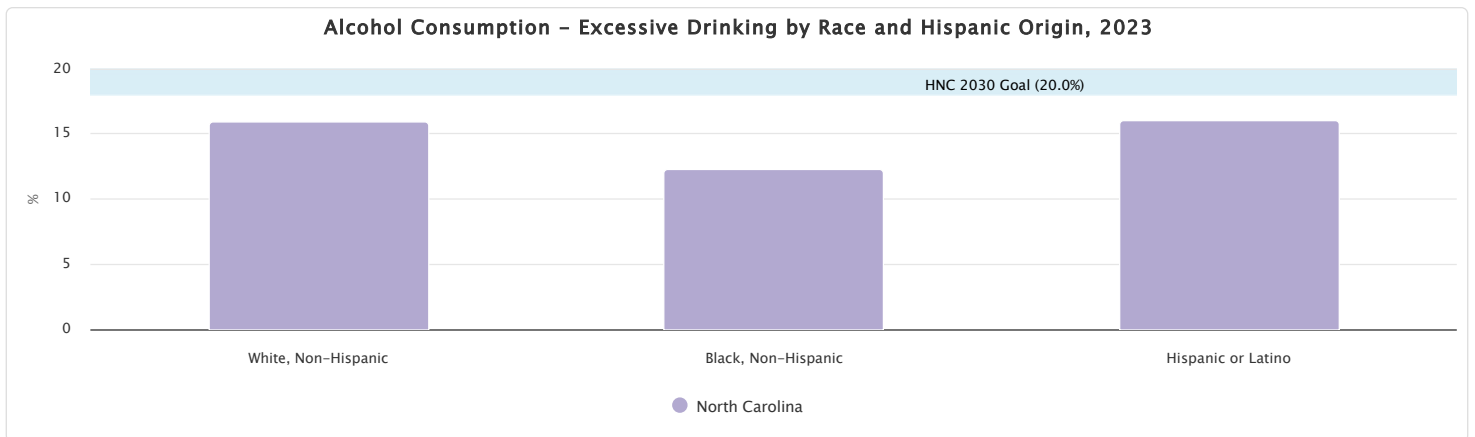 Alcohol Consumption – Excessive Drinking by Race and Hispanic Origin, 2023
20
HNC 2030 Goal (20.0%)
15
%
10
5
0
White, Non-Hispanic
Black, Non-Hispanic
Hispanic or Latino
North Carolina